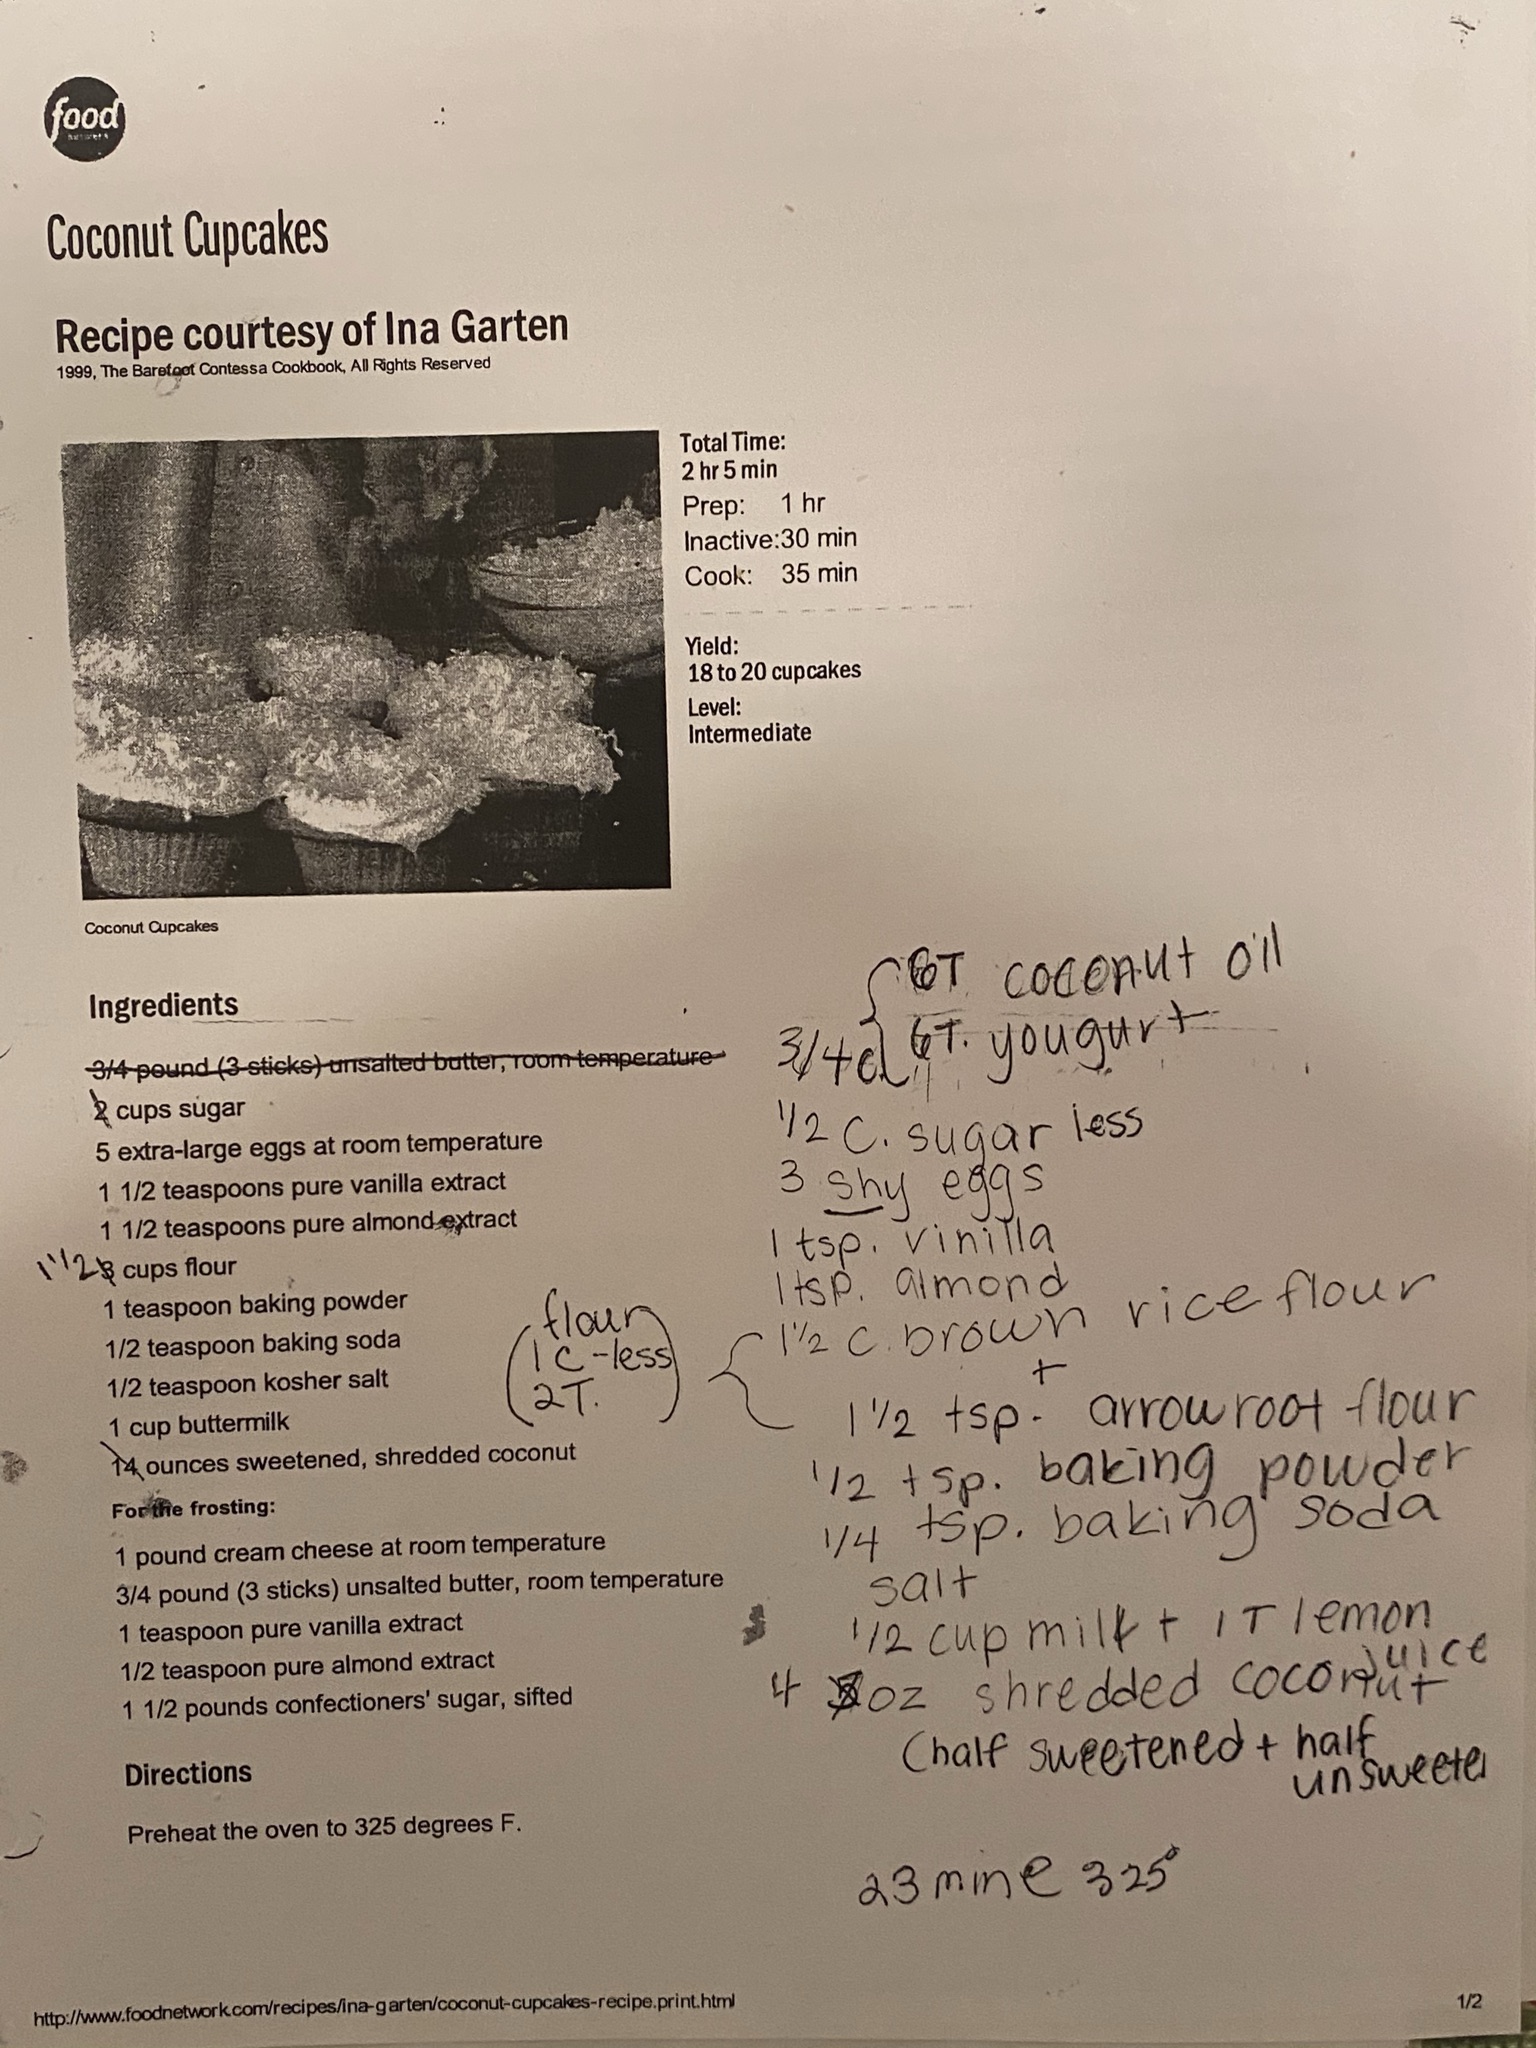 food
network
Coconut Cupcakes
Recipe courtesy of Ina Garten
1999, The Barefoot Contessa Cookbook, All Rights Reserved
Total Time:
2 hr 5 min
Prep: 1 hr
Inactive:30 min
Cook: 35 min
Yield:
18 to 20 cupcakes
Level:
Intermediate
Coconut Cupcakes
Ingredients
3/4 pound (3 sticks) unsalted butter, room temperature
2 cups sugar
5 extra-large eggs at room temperature
1 1/2 teaspoons pure vanilla extract
1 1/2 teaspoons pure almond extract
1 1/2 3 cups flour
1 teaspoon baking powder
1/2 teaspoon baking soda
1/2 teaspoon kosher salt
1 cup buttermilk
14 ounces sweetened, shredded coconut
For the frosting:
1 pound cream cheese at room temperature
3/4 pound (3 sticks) unsalted butter, room temperature
1 teaspoon pure vanilla extract
1/2 teaspoon pure almond extract
1 1/2 pounds confectioners' sugar, sifted
Directions
Preheat the oven to 325 degrees F.
6T coconut oil
3/4 c 6T. yougurt
1/2 c. sugar less
3 shy eggs
1 tsp. vinilla
1 tsp. almond
1 1/2 c. brown rice flour
+
1 1/2 tsp. arrowroot flour
(flour
1 c-less
2T.)
1/2 tsp. baking powder
1/4 tsp. baking soda
salt
1/2 cup milk + 1 T lemon
juice
4 oz shredded coconut
(half sweetened + half
unsweete
23 min @ 325°
http://www.foodnetwork.com/recipes/ina-garten/coconut-cupcakes-recipe.print.html
1/2